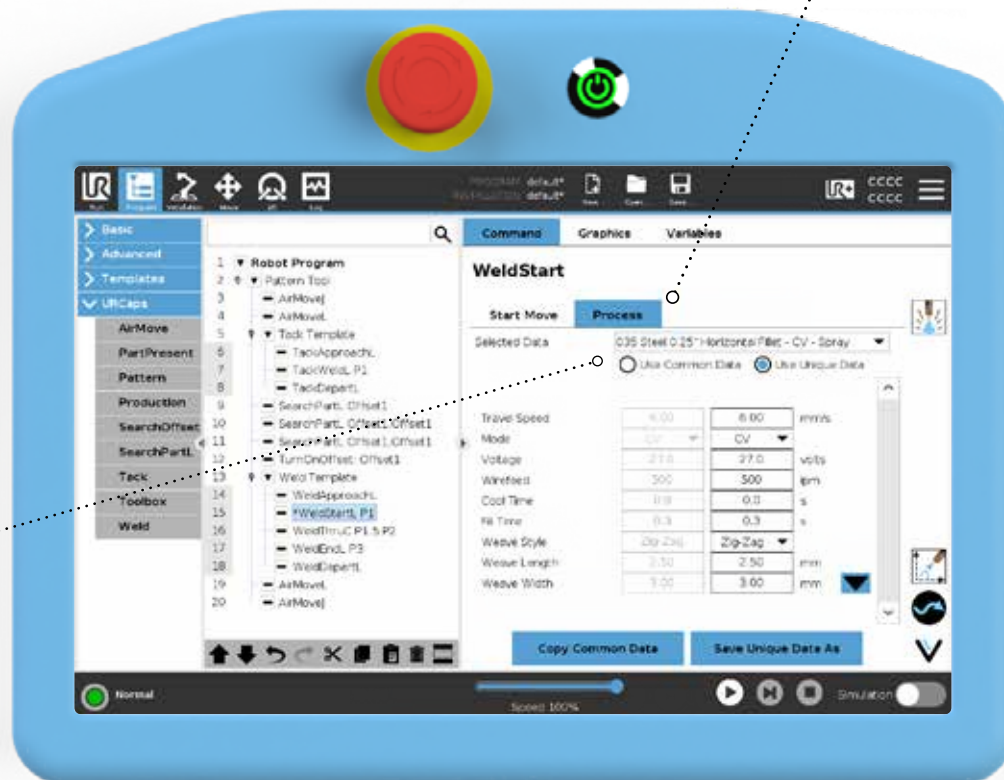 UR
Run
Program
Installation
Move
I/O
Log
PROGRAM default*
INSTALLATION default*
New
Open
Save
UR+
cccc
cccc
Basic
Advanced
Templates
URCaps
AirMove
PartPresent
Pattern
Production
SearchOffset
SearchPartL
Tack
Toolbox
Weld
1 Robot Program
2 Pattern Tool
3 AirMoveJ
4 AirMoveL
5 Tack Template
6 TackApproachL
7 TackWeldL P1
8 TackDepartL
9 SearchPartL Offset1
10 SearchPartL Offset1,Offset1
11 SearchPartL Offset1,Offset1
12 TurnOnOffset: Offset1
13 Weld Template
14 WeldApproachL
15 *WeldStartL P1
16 WeldThruC P1.5 P2
17 WeldEndL P3
18 WeldDepartL
19 AirMoveL
20 AirMoveJ
Command Graphics Variables
WeldStart
Start Move Process
Selected Data 035 Steel 0.25" Horizontal Fillet - CV - Spray
Use Common Data Use Unique Data
Travel Speed 6.00 6.00 mm/s
Mode CV CV
Voltage 27.0 27.0 volts
Wirefeed 500 500 ipm
Cool Time 0.0 0.0 s
Fill Time 0.3 0.3 s
Weave Style Zig-Zag Zig-Zag
Weave Length 2.50 2.50 mm
Weave Width 3.00 3.00 mm
Copy Common Data Save Unique Data As
Normal
Speed 100%
Simulation